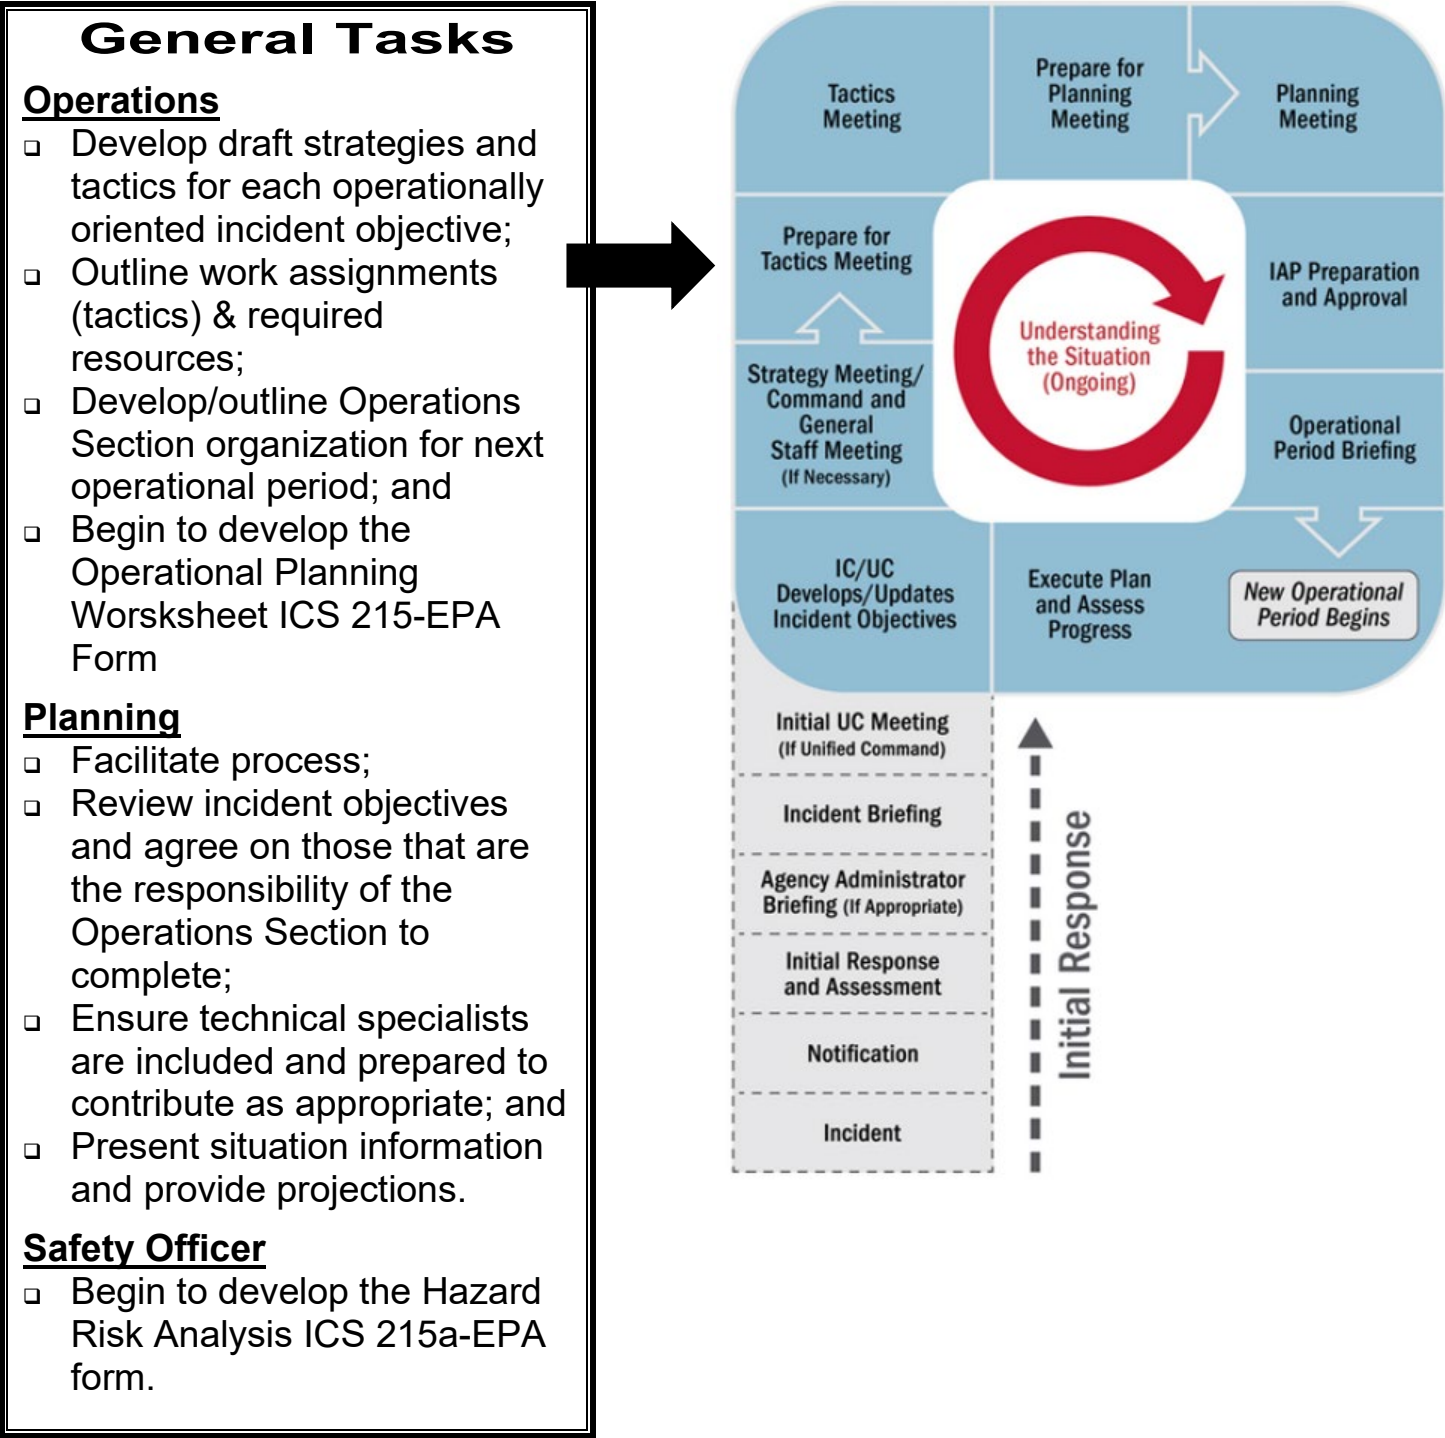 General Tasks
Operations
❑ Develop draft strategies and
tactics for each operationally
oriented incident objective;
❑ Outline work assignments
(tactics) & required
resources;
❑ Develop/outline Operations
Section organization for next
operational period; and
❑ Begin to develop the
Operational Planning
Worsksheet ICS 215-EPA
Form
Planning
❑ Facilitate process;
❑ Review incident objectives
and agree on those that are
the responsibility of the
Operations Section to
complete;
❑ Ensure technical specialists
are included and prepared to
contribute as appropriate; and
❑ Present situation information
and provide projections.
Safety Officer
❑ Begin to develop the Hazard
Risk Analysis ICS 215a-EPA
form.
Tactics
Meeting
Prepare for
Planning
Meeting
Planning
Meeting
Prepare for
Tactics Meeting
IAP Preparation
and Approval
Understanding
the Situation
(Ongoing)
Strategy Meeting/
Command and
General
Staff Meeting
(If Necessary)
Operational
Period Briefing
IC/UC
Develops/Updates
Incident Objectives
Execute Plan
and Assess
Progress
New Operational
Period Begins
Initial UC Meeting
(If Unified Command)
Incident Briefing
Agency Administrator
Briefing (If Appropriate)
Initial Response
and Assessment
Notification
Incident
Initial Response